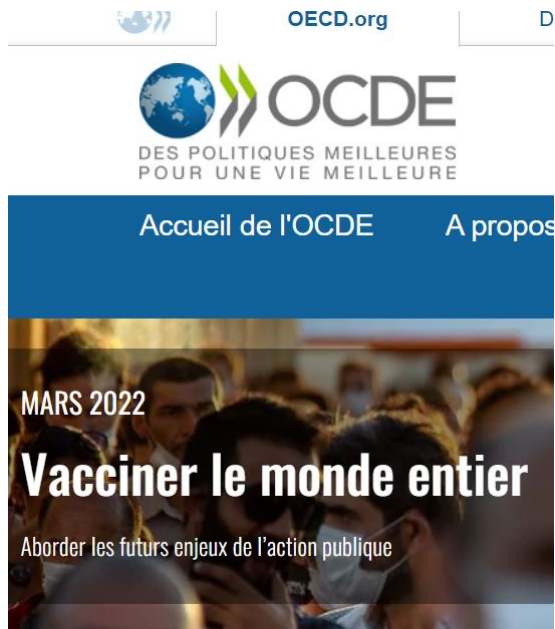 OECD.org
D
OCDE
DES POLITIQUES MEILLEURES
POUR UNE VIE MEILLEURE
Accueil de l'OCDE
A propos
MARS 2022
Vacciner le monde entier
Aborder les futurs enjeux de l’action publique